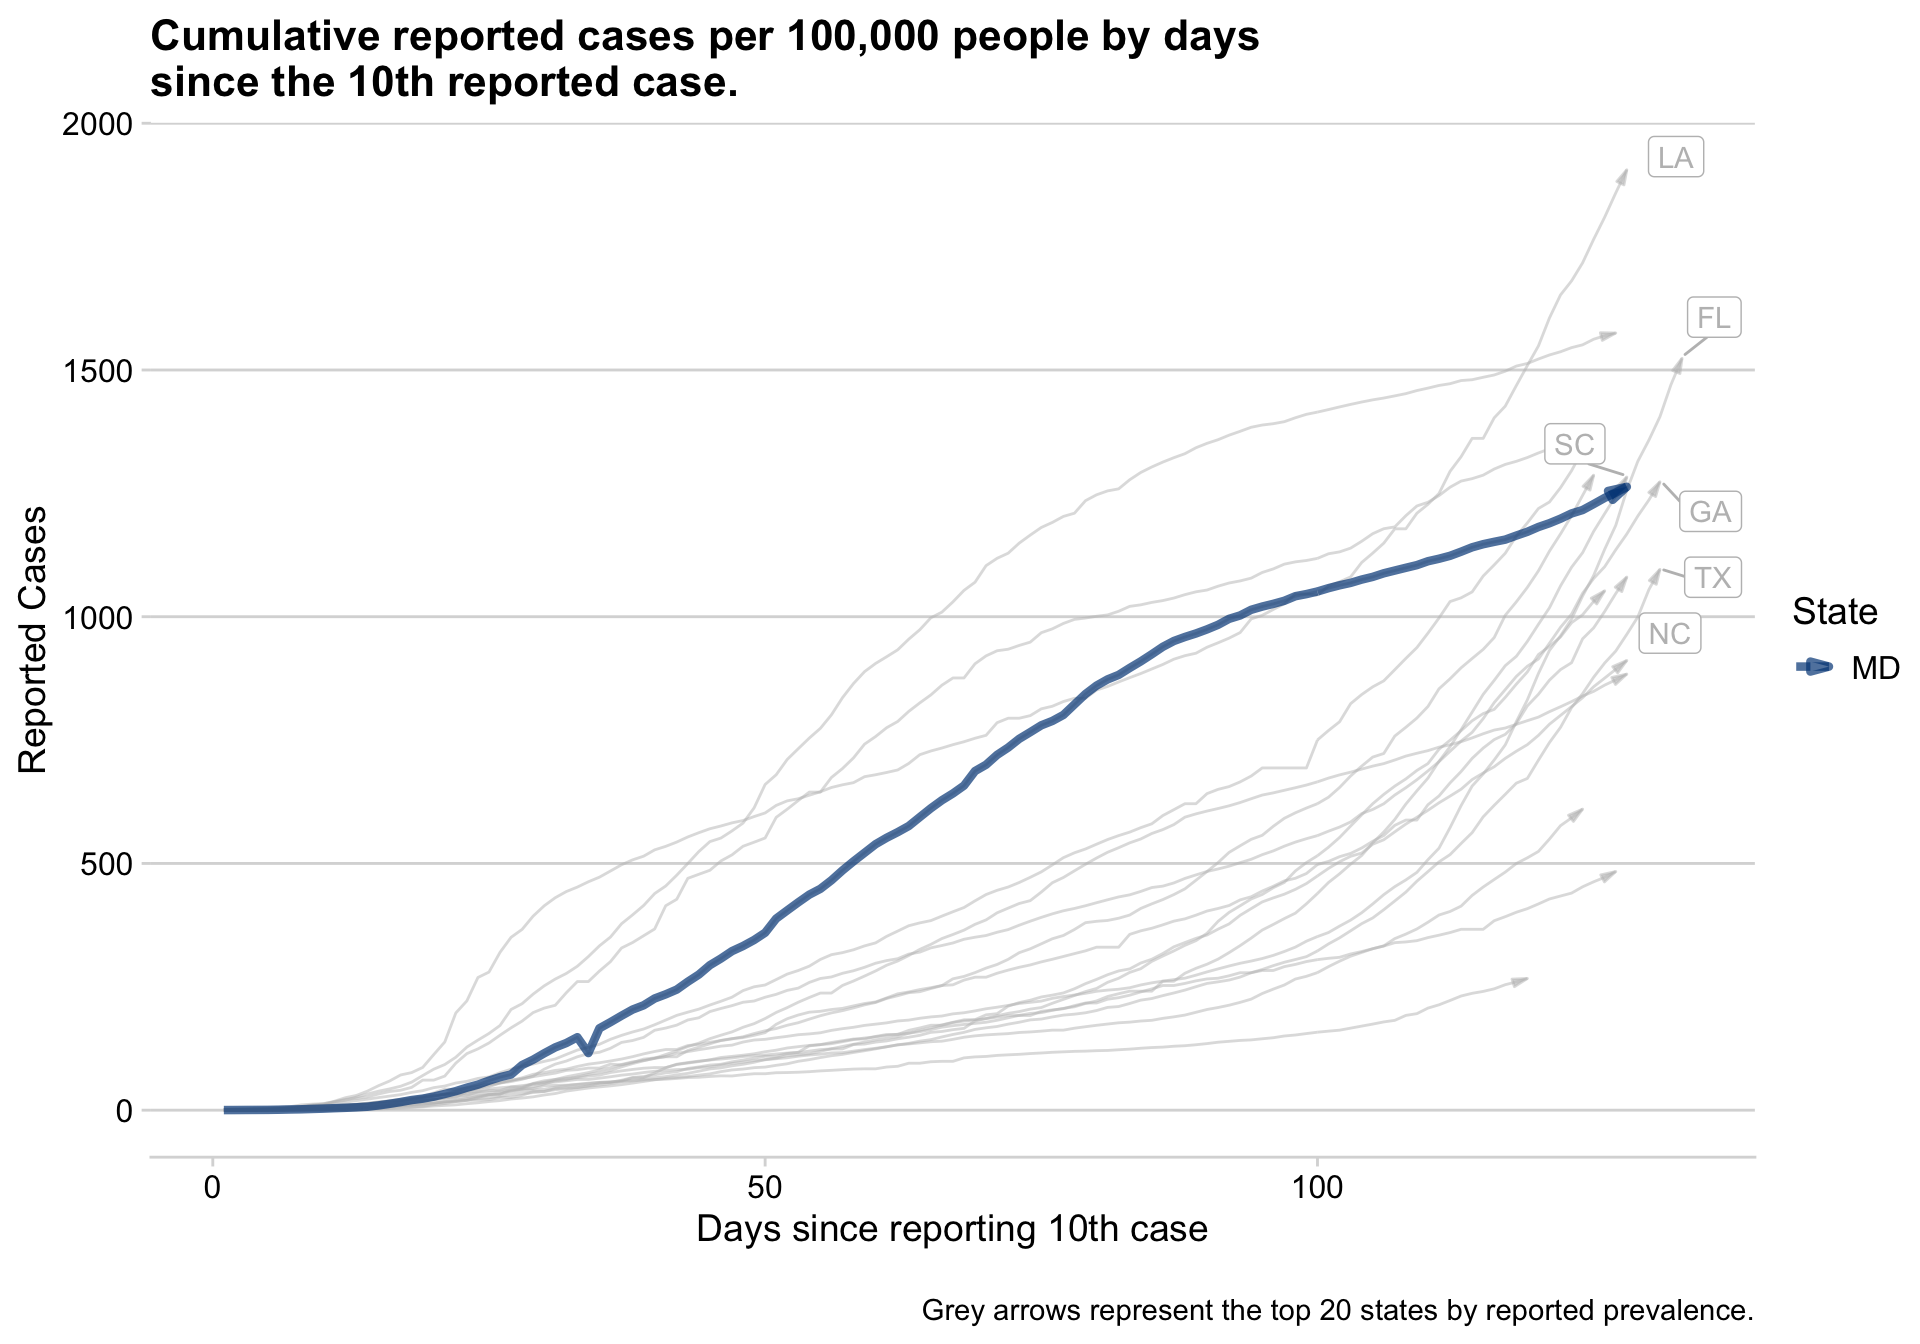 Cumulative reported cases per 100,000 people by days
since the 10th reported case.
2000
LA
FL
1500
SC
GA
Reported Cases
TX
1000
State
NC
MD
500
0
0
50
100
Days since reporting 10th case
Grey arrows represent the top 20 states by reported prevalence.